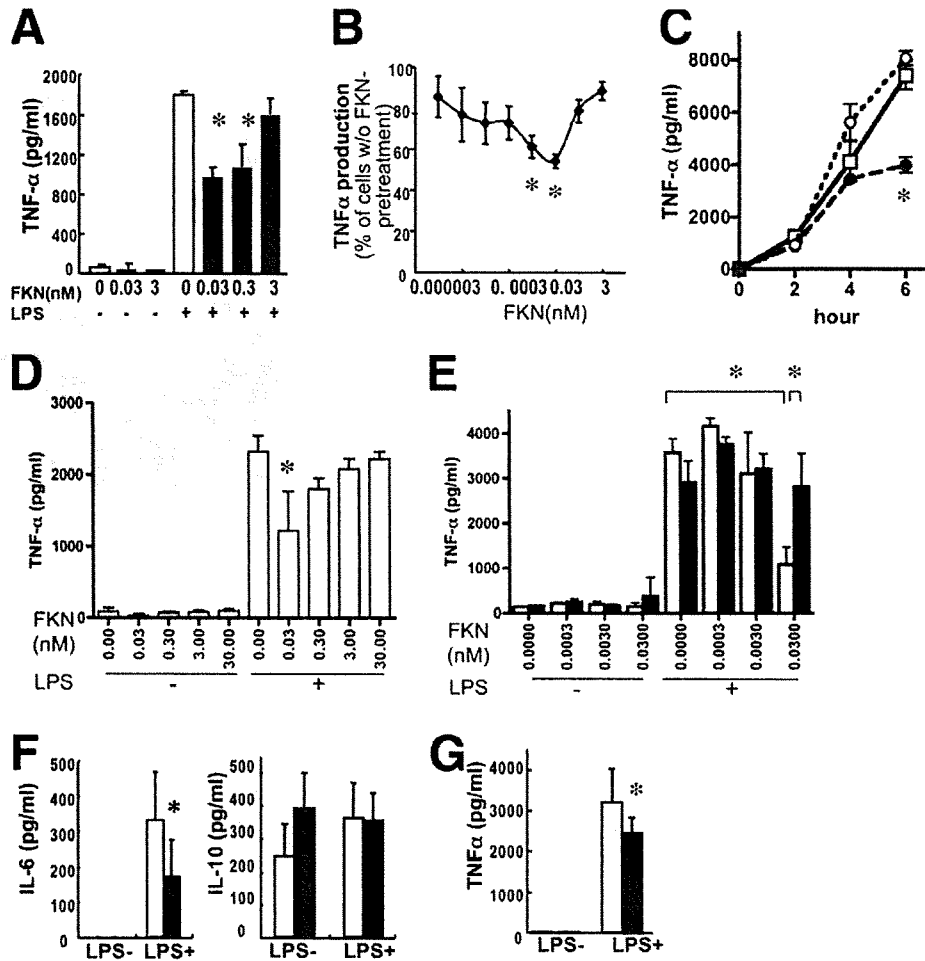 A
TNF-α (pg/ml)
2000
1600
1200
800
400
0
* *
FKN(nM) 0 0.03 3 0 0.03 0.3 3
LPS - - - + + + +
B
TNFα production
(% of cells w/o FKN-
pretreatment)
100
80
60
40
20
0
* *
0.000003 0.0003 0.03 3
FKN(nM)
C
TNF-α (pg/ml)
8000
6000
4000
2000
0
*
0 2 4 6
hour
D
TNF-α (pg/ml)
3000
2000
1000
0
*
FKN
(nM)
0.00 0.03 0.30 3.00 30.00 0.00 0.03 0.30 3.00 30.00
LPS - +
E
TNF-α (pg/ml)
4000
3000
2000
1000
0
* *
FKN
(nM)
0.0000 0.0003 0.0030 0.0300 0.0000 0.0003 0.0030 0.0300
LPS - +
F
IL-6 (pg/ml)
500
400
300
200
100
0
*
LPS- LPS+
IL-10 (pg/ml)
500
400
300
200
100
0
LPS- LPS+
G
TNFα (pg/ml)
4000
3000
2000
1000
0
*
LPS- LPS+